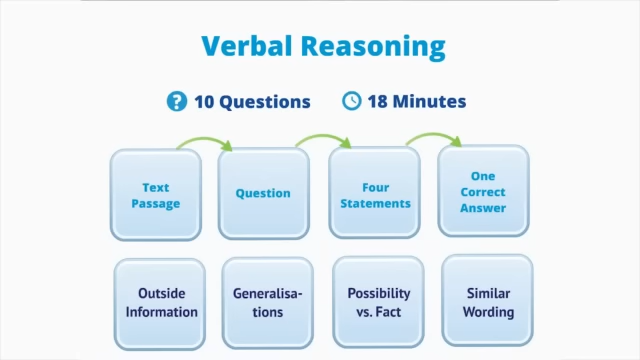 Verbal Reasoning
10 Questions
18 Minutes
Text
Passage
Question
Four
Statements
One
Correct
Answer
Outside
Information
Generalisa-
tions
Possibility
vs. Fact
Similar
Wording